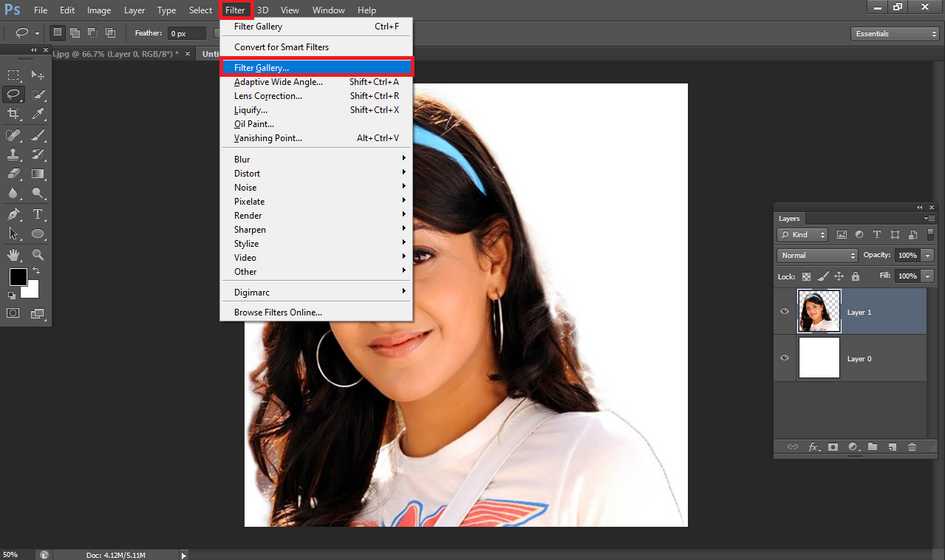 Ps File Edit Image Layer Type Select Filter 3D View Window Help
Feather: 0 px
Essentials
.jpg @ 66.7% (Layer 0, RGB/8*) * × Unti
Filter Gallery Ctrl+F
Convert for Smart Filters
Filter Gallery...
Adaptive Wide Angle... Shift+Ctrl+A
Lens Correction... Shift+Ctrl+R
Liquify... Shift+Ctrl+X
Oil Paint...
Vanishing Point... Alt+Ctrl+V
Blur
Distort
Noise
Pixelate
Render
Sharpen
Stylize
Video
Other
Digimarc
Browse Filters Online...
Layers
Kind
Normal Opacity: 100%
Lock: Fill: 100%
Layer 1
Layer 0
50% Doc: 4.12M/5.11M